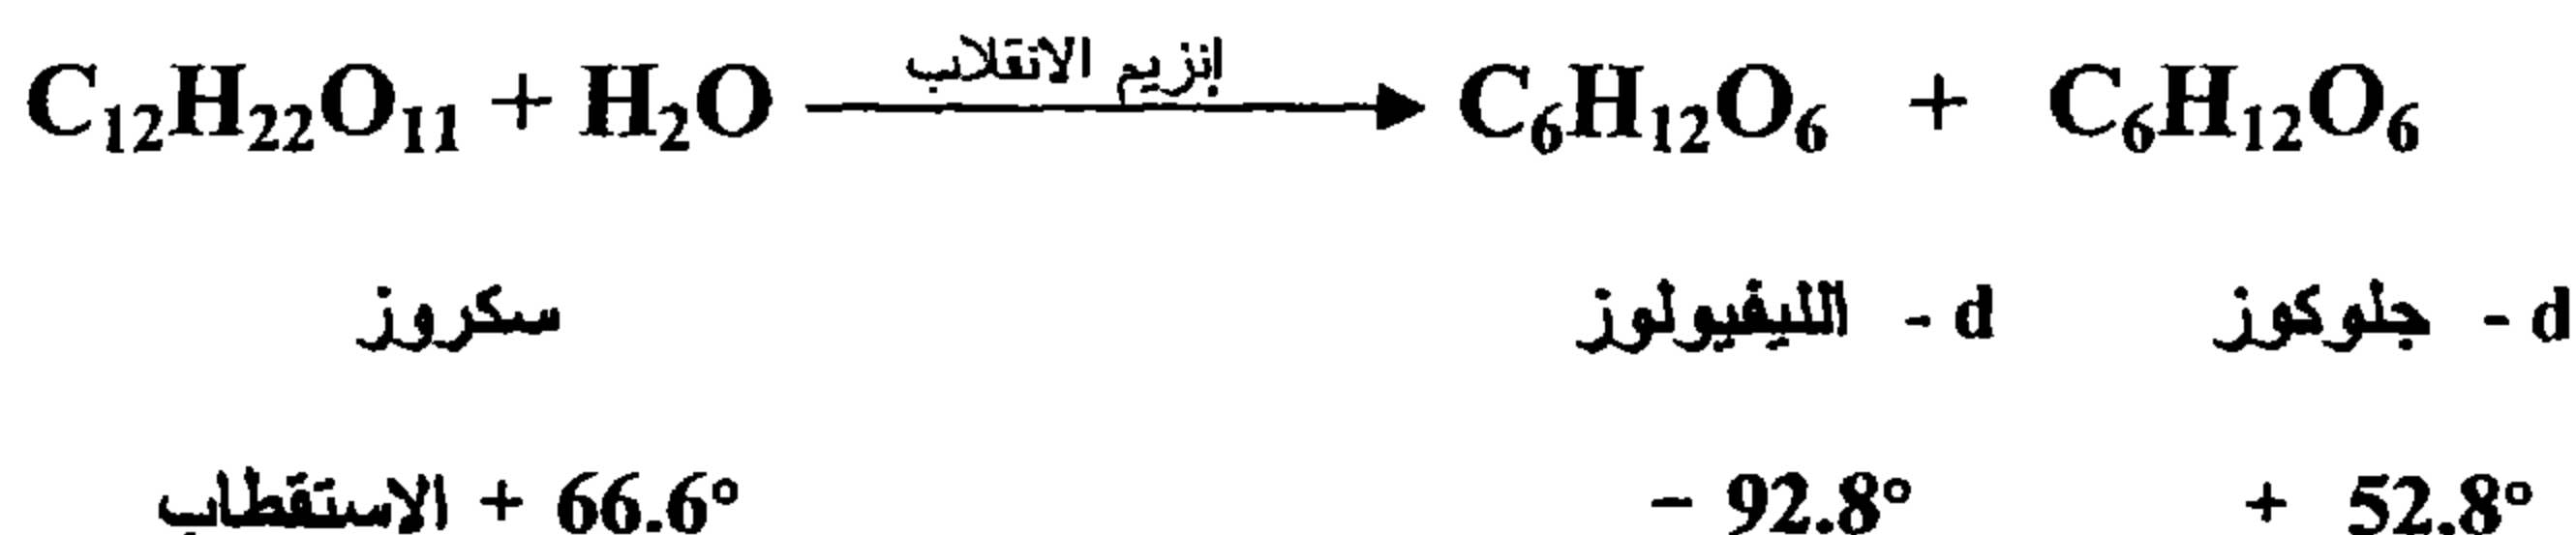 إنزيم الانقلاب
C₁₂H₂₂O₁₁ + H₂O → C₆H₁₂O₆ + C₆H₁₂O₆
سكروز d - الليفيولوز d - جلوكوز
الاستقطاب + 66.6° − 92.8° + 52.8°